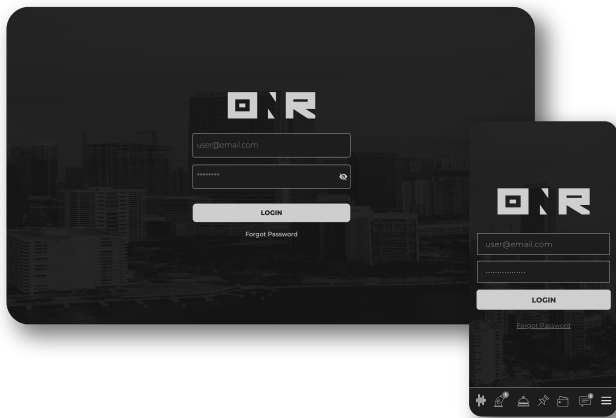 ONR
user@email.com
********
LOGIN
Forgot Password
ONR
user@email.com
LOGIN
Forgot Password